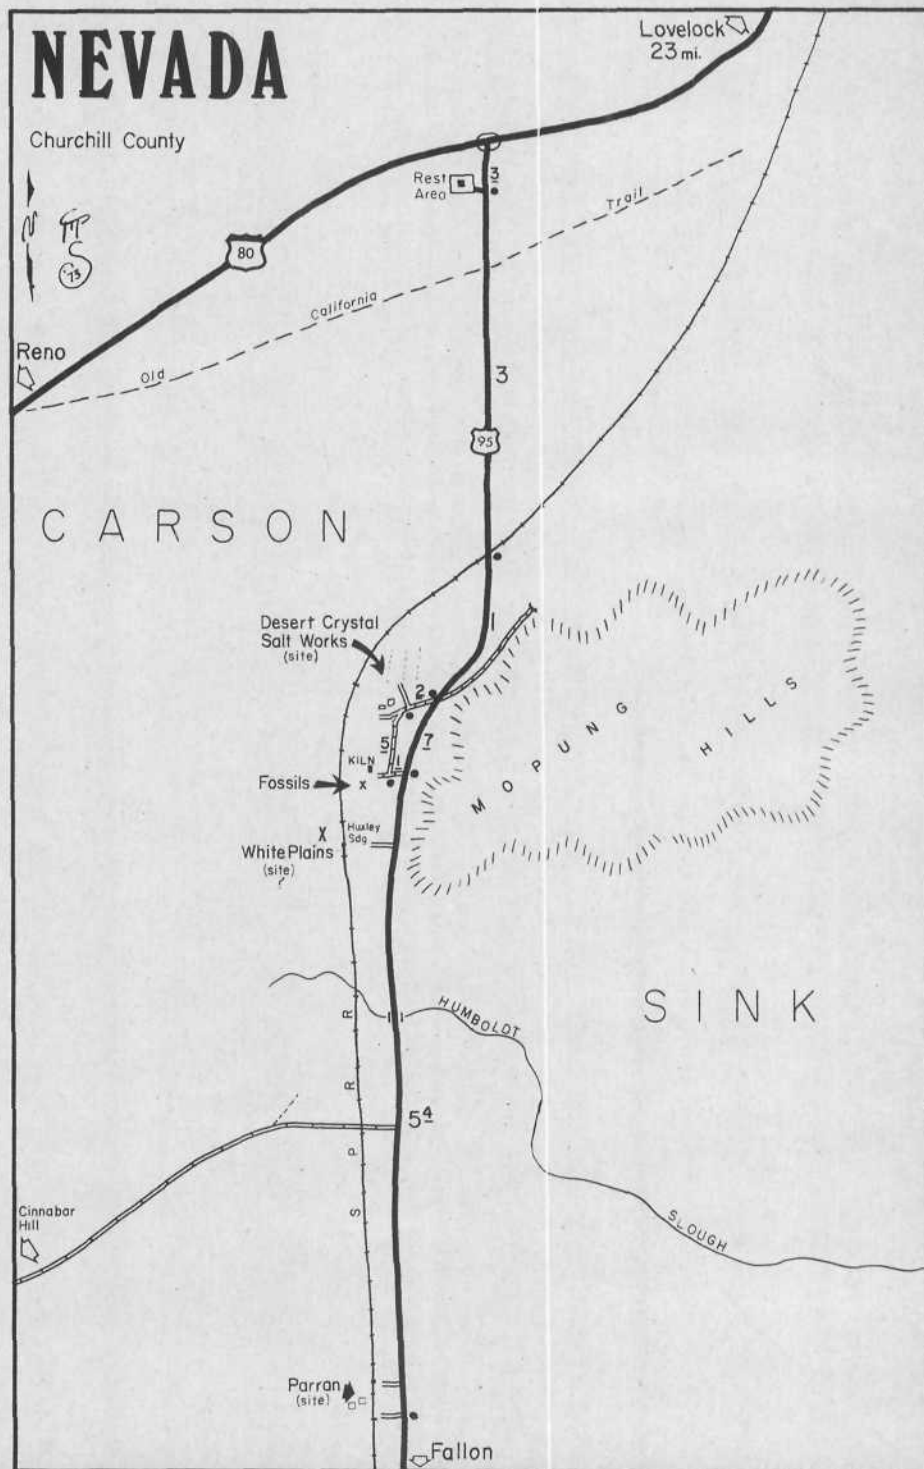 NEVADA
Churchill County
Lovelock
23 mi.
Rest
Area
3
Trail
N
80
75
California
Reno
Old
3
95
CARSON
Desert Crystal
Salt Works
(site)
1
2
5
7
KILN
1
Fossils
X
MOPUNG HILLS
X
Huxley
Sdg
White Plains
(site)
HUMBOLDT
SLOUGH
SINK
S P R R
5 4
Cinnabar
Hill
Parran
(site)
Fallon